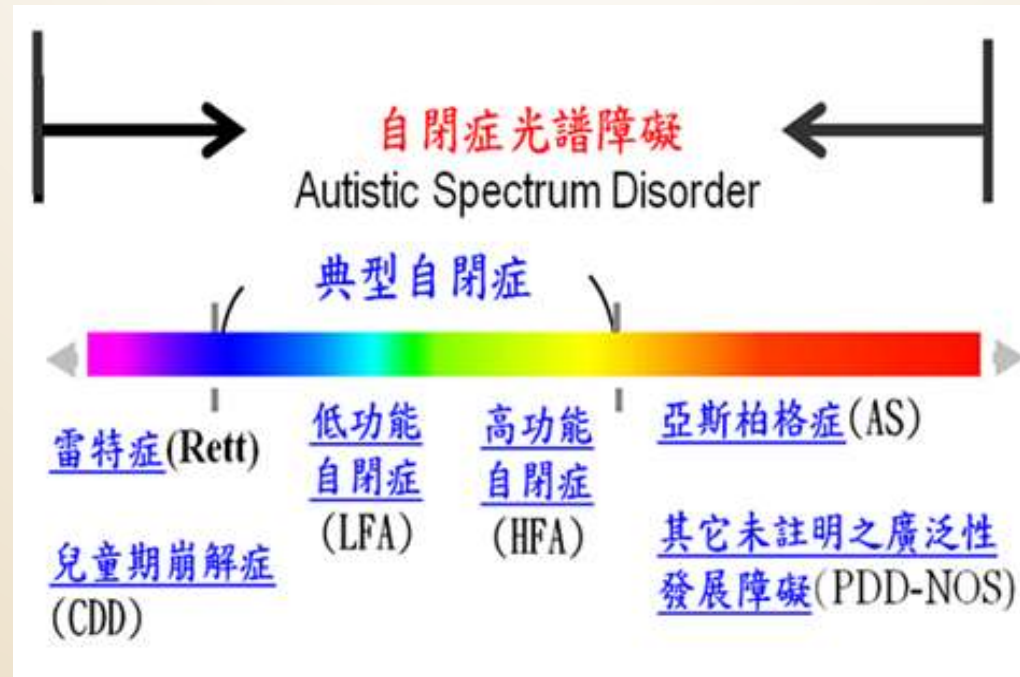 自閉症光譜障礙
Autistic Spectrum Disorder
典型自閉症
雷特症(Rett)
兒童期崩解症
(CDD)
低功能
自閉症
(LFA)
高功能
自閉症
(HFA)
亞斯柏格症(AS)
其它未註明之廣泛性
發展障礙(PDD-NOS)